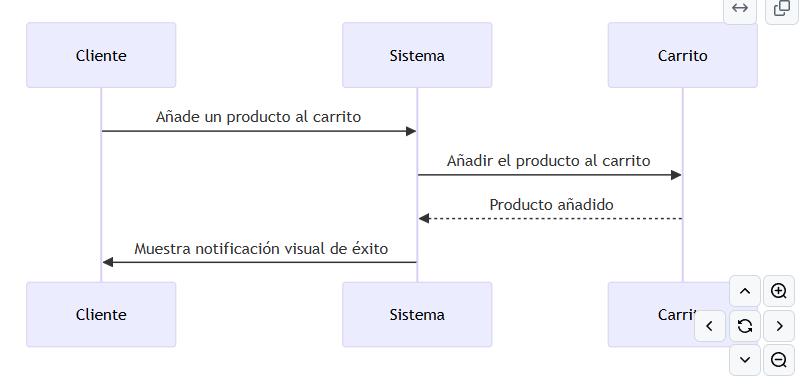 Cliente
Sistema
Carrito
Añade un producto al carrito
Añadir el producto al carrito
Producto añadido
Muestra notificación visual de éxito
Cliente
Sistema